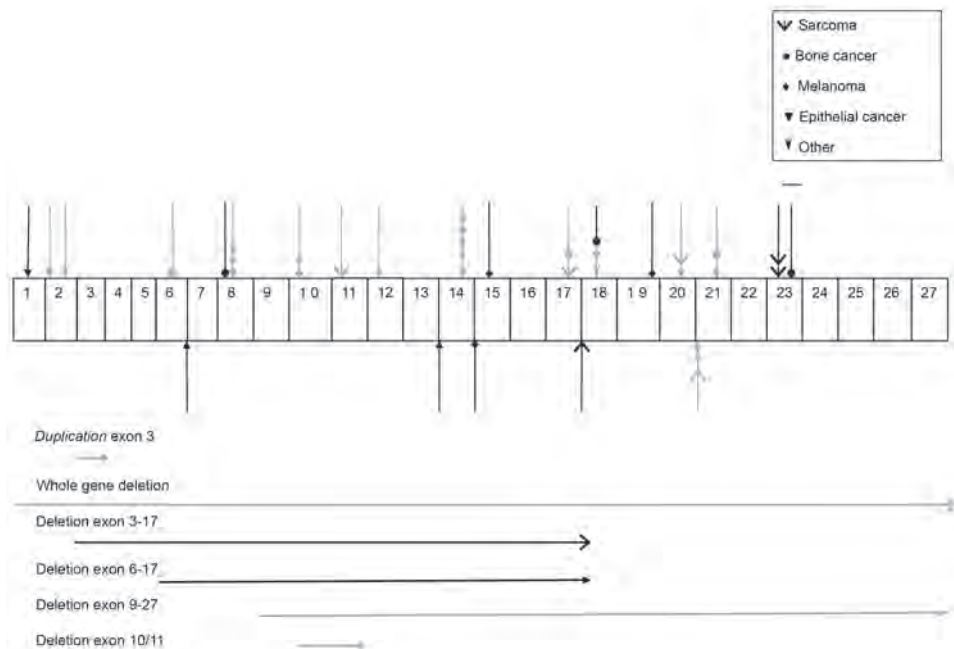 Sarcoma
Bone cancer
Melanoma
Epithelial cancer
Other
1 2 3 4 5 6 7 8 9 10 11 12 13 14 15 16 17 18 19 20 21 22 23 24 25 26 27
Duplication exon 3
Whole gene deletion
Deletion exon 3-17
Deletion exon 6-17
Deletion exon 9-27
Deletion exon 10/11